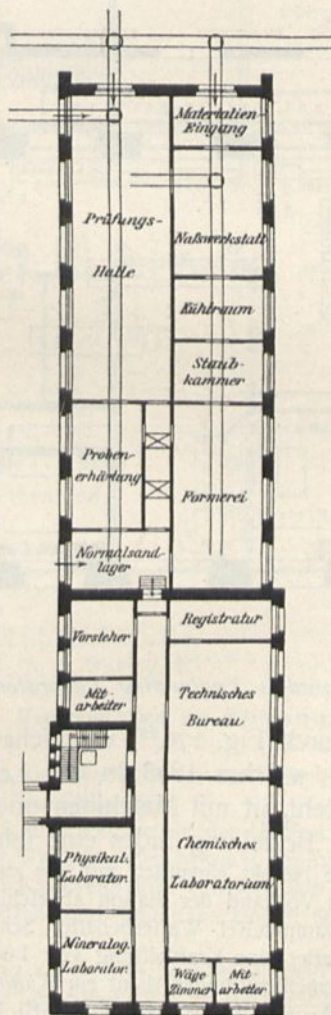 Materialien-
Eingang
Prüfungs-
Halle
Naßwerkstatt
Kühlraum
Staub-
kammer
Proben-
erhärtung
Formerei
Normalsand-
lager
Registratur
Vorsteher
Mit
arbeiter
Technisches
Bureau
Physikal.
Laborator.
Chemisches
Laboratorium
Mineralog.
Laborator.
Wäge
Zimmer
Mit-
arbeiter